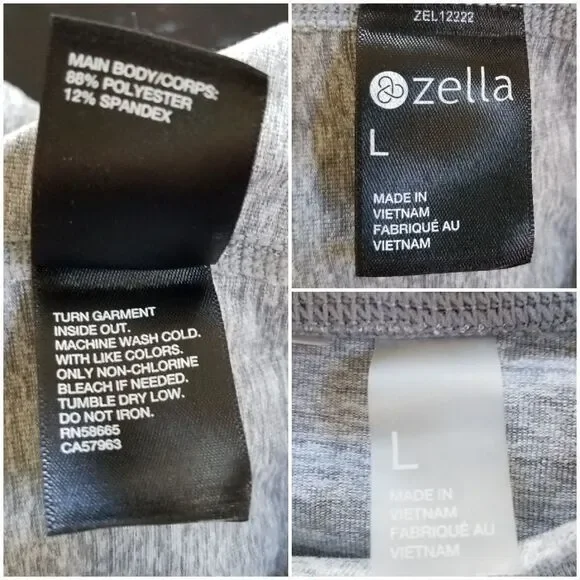 MAIN BODY/CORPS:
88% POLYESTER
12% SPANDEX
TURN GARMENT
INSIDE OUT.
MACHINE WASH COLD.
WITH LIKE COLORS.
ONLY NON-CHLORINE
BLEACH IF NEEDED.
TUMBLE DRY LOW.
DO NOT IRON.
RN58665
CA57963
ZEL12222
zella
L
MADE IN
VIETNAM
FABRIQUÉ AU
VIETNAM
L
MADE IN
VIETNAM
FABRIQUÉ AU
VIETNAM